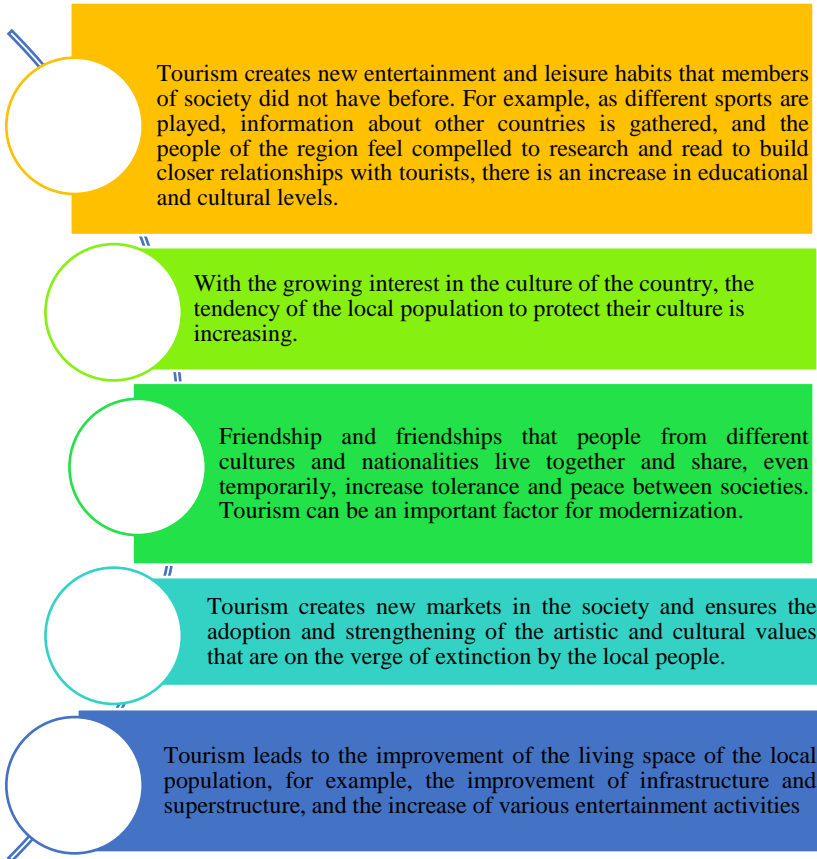 Tourism creates new entertainment and leisure habits that members
of society did not have before. For example, as different sports are
played, information about other countries is gathered, and the
people of the region feel compelled to research and read to build
closer relationships with tourists, there is an increase in educational
and cultural levels.
With the growing interest in the culture of the country, the
tendency of the local population to protect their culture is
increasing.
Friendship and friendships that people from different
cultures and nationalities live together and share, even
temporarily, increase tolerance and peace between societies.
Tourism can be an important factor for modernization.
Tourism creates new markets in the society and ensures the
adoption and strengthening of the artistic and cultural values
that are on the verge of extinction by the local people.
Tourism leads to the improvement of the living space of the local
population, for example, the improvement of infrastructure and
superstructure, and the increase of various entertainment activities